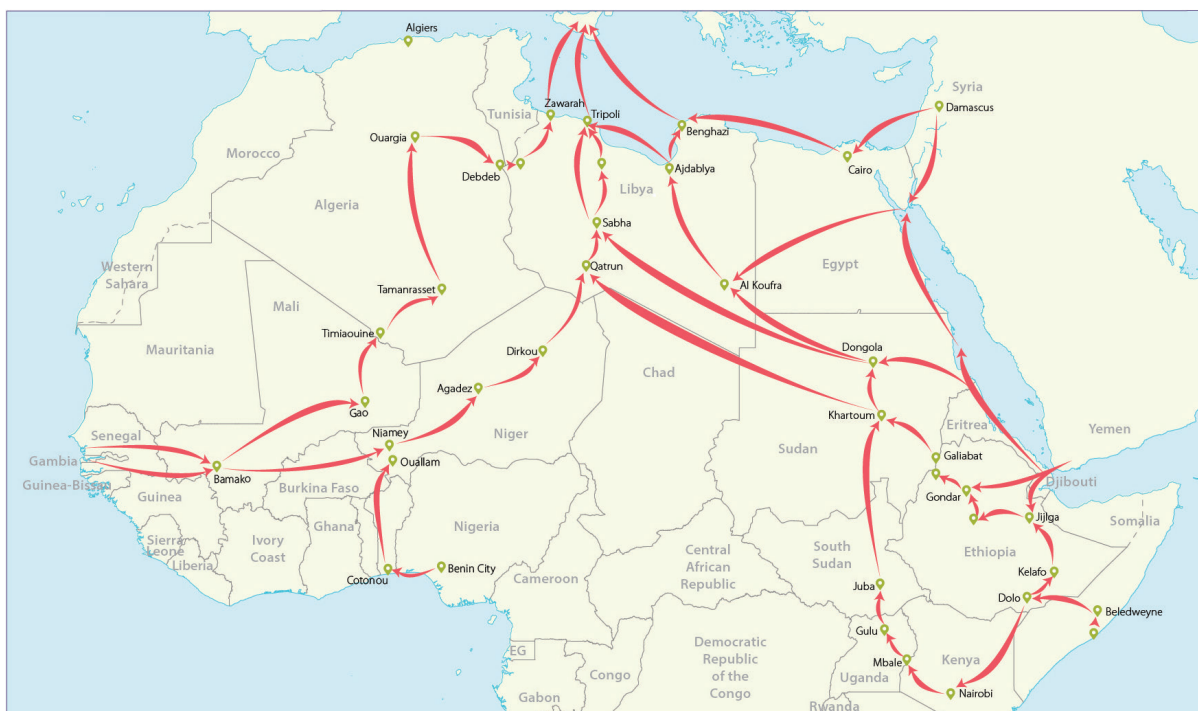 Algiers
Syria
Damascus
Zawarah
Tripoli
Tunisia
Benghazi
Ouargia
Morocco
Debdeb
Ajdablya
Cairo
Libya
Algeria
Sabha
Egypt
Western
Sahara
Qatrun
Tamanrasset
Al Koufra
Mali
Timiaouine
Mauritania
Dirkou
Dongola
Chad
Agadez
Gao
Khartoum
Niamey
Niger
Eritrea
Yemen
Senegal
Sudan
Galiabat
Gambia
Bamako
Ouallam
Guinea-Bissau
Burkina Faso
Gondar
Djibouti
Guinea
Nigeria
Jijlga
Somalia
Ghana
Sierra
Leone
Ivory
Coast
Liberia
South
Sudan
Ethiopia
Central
African
Republic
Cotonou
Benin City
Cameroon
Kelafo
Juba
Dolo
Beledweyne
Gulu
EG
Democratic
Republic
of the
Congo
Congo
Mbale
Kenya
Uganda
Gabon
Nairobi
Rwanda